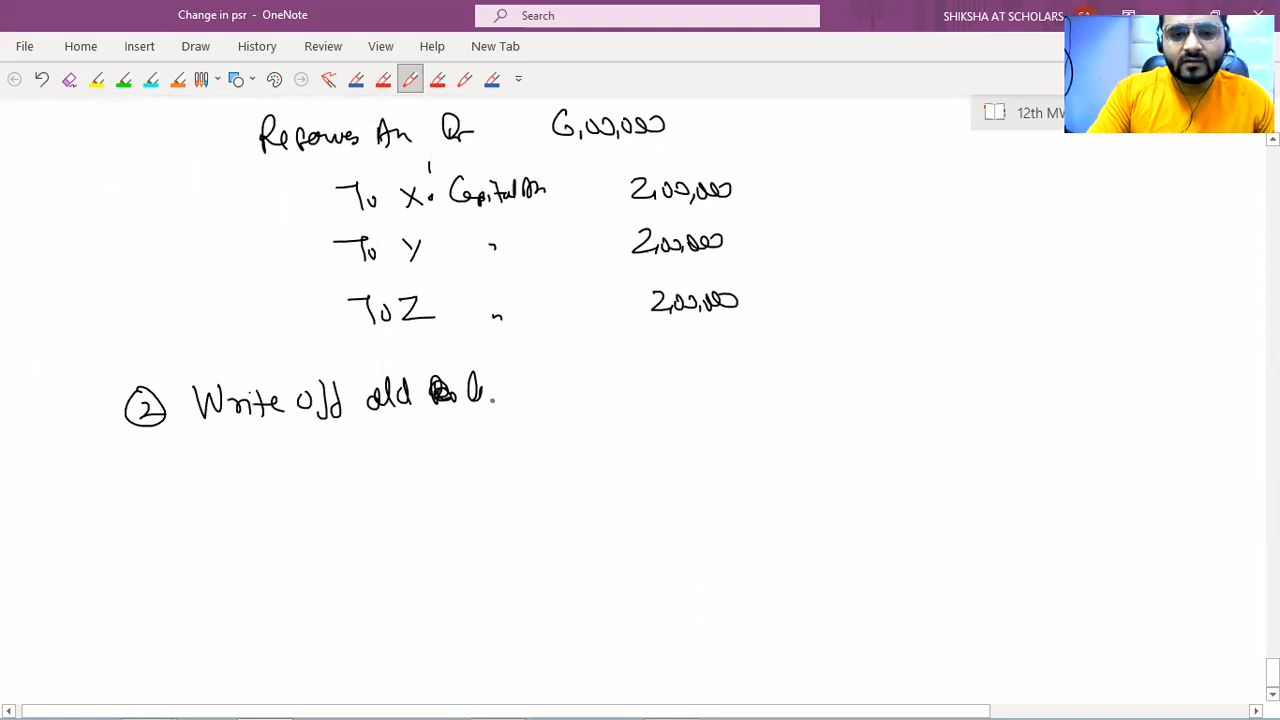 Change in psr - OneNote
Search
SHIKSHA AT SCHOLARS
File Home Insert Draw History Review View Help New Tab
12th MW
Reserves A/c Dr 6,00,000
To X's Capital A/c 2,00,000
To Y " 2,00,000
To Z " 2,00,000
② Write off old